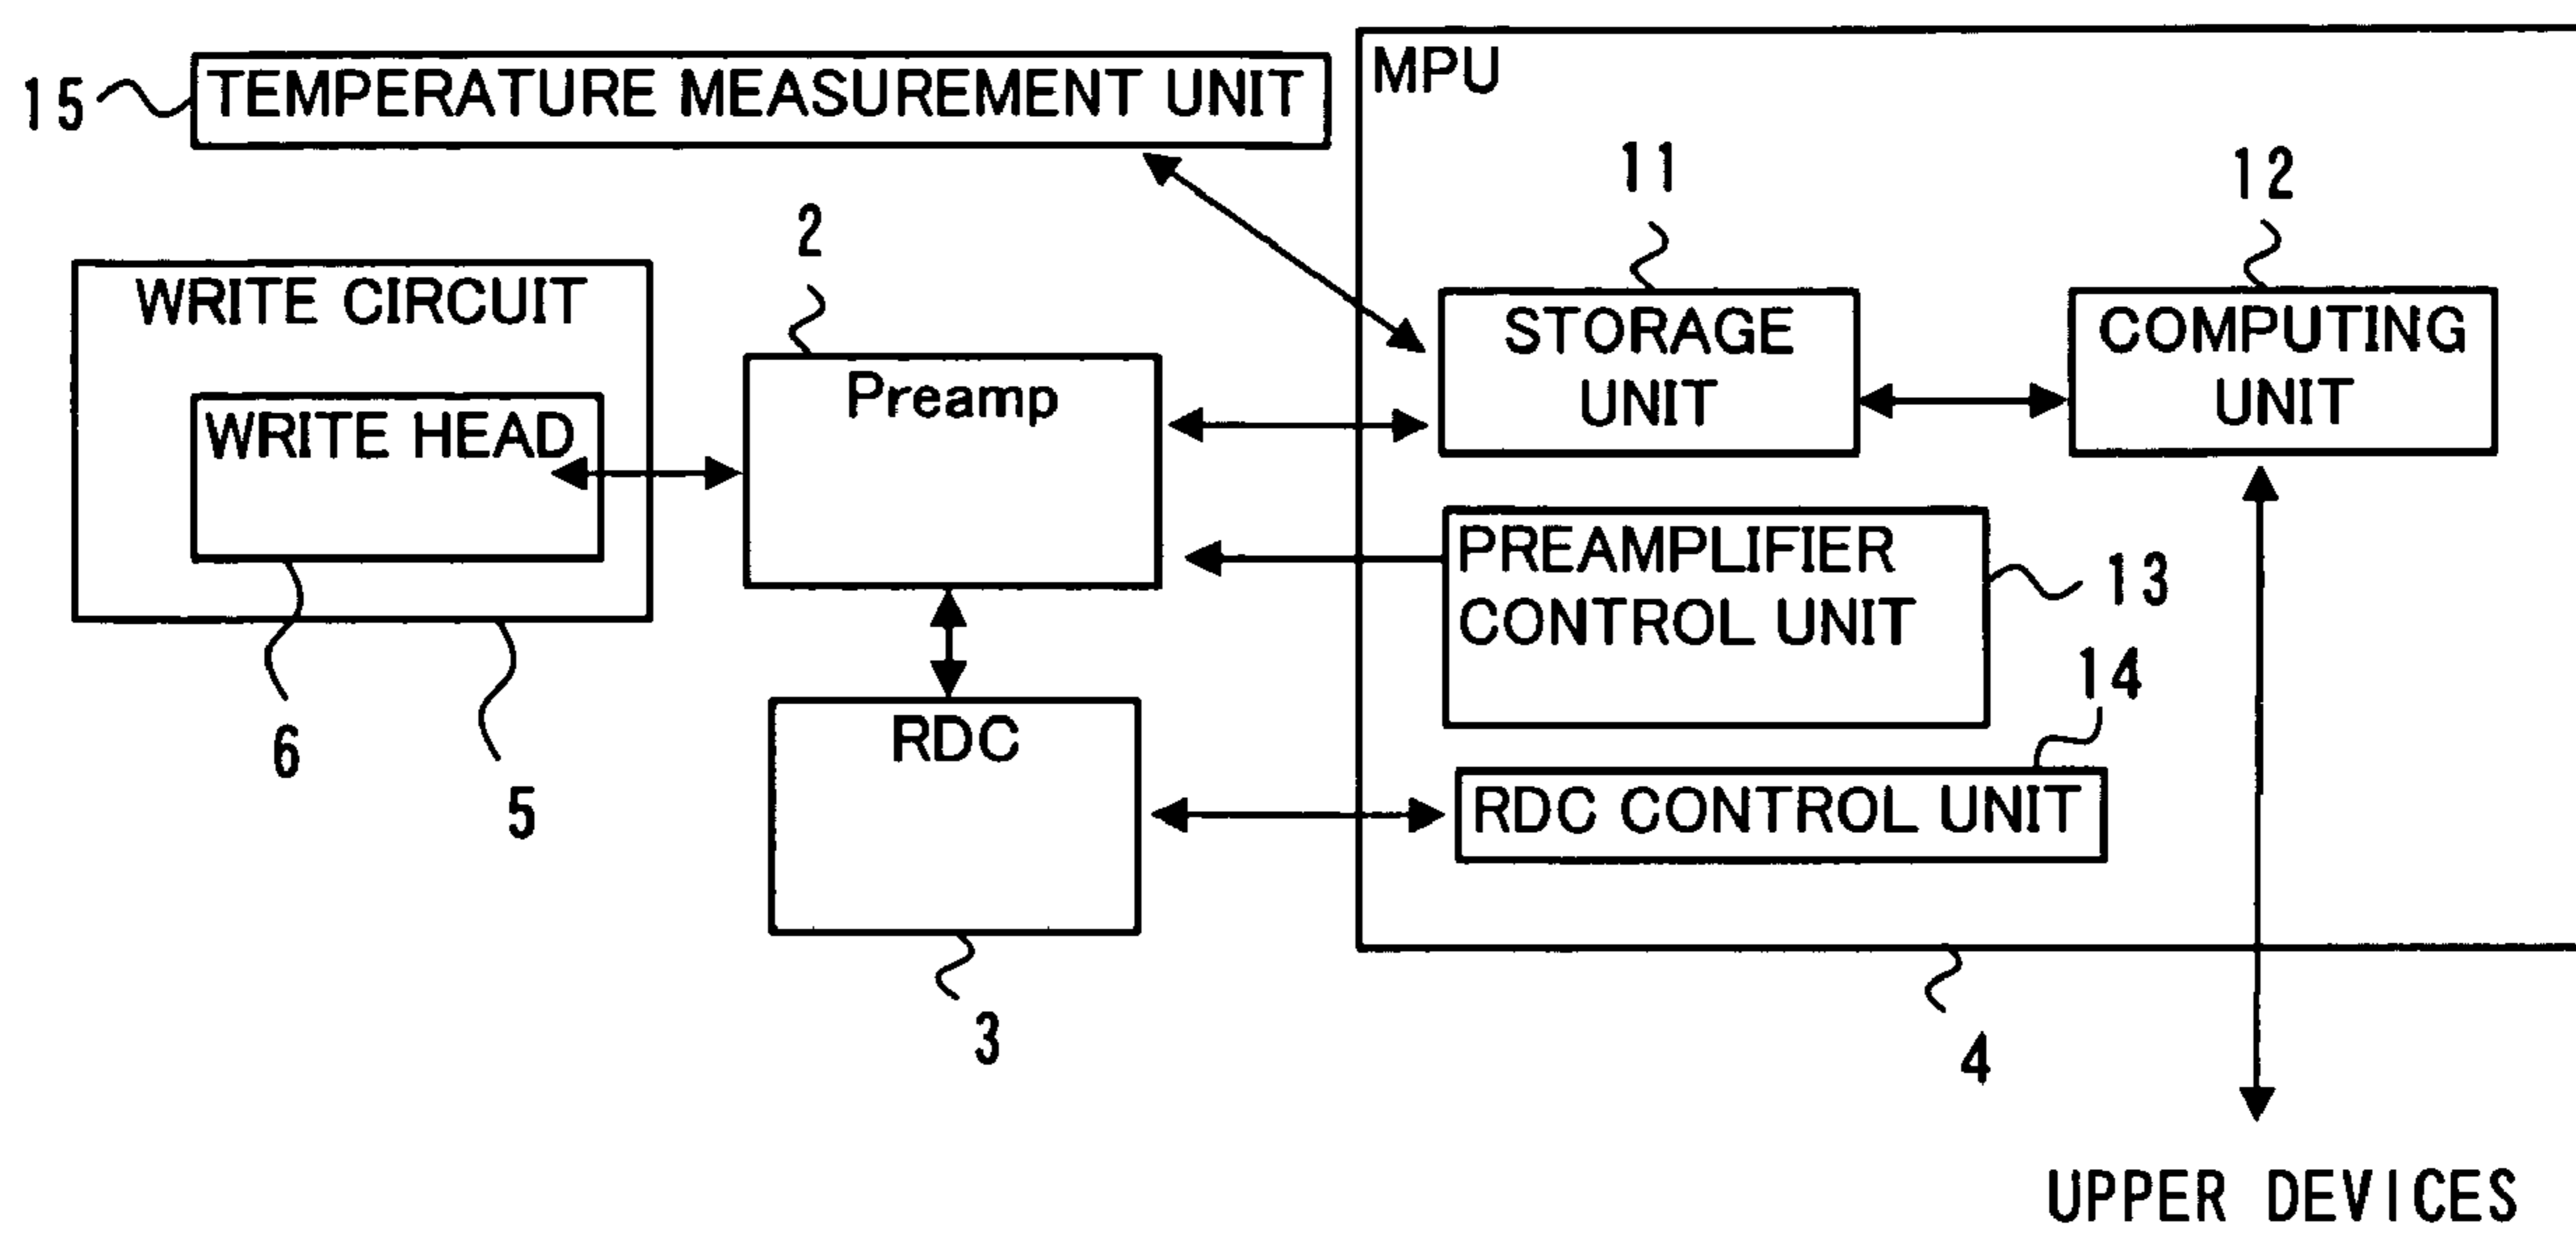 15
TEMPERATURE MEASUREMENT UNIT
MPU
11
12
2
WRITE CIRCUIT
STORAGE
UNIT
COMPUTING
UNIT
Preamp
WRITE HEAD
PREAMPLIFIER
CONTROL UNIT
13
14
6
5
RDC
RDC CONTROL UNIT
3
4
UPPER DEVICES